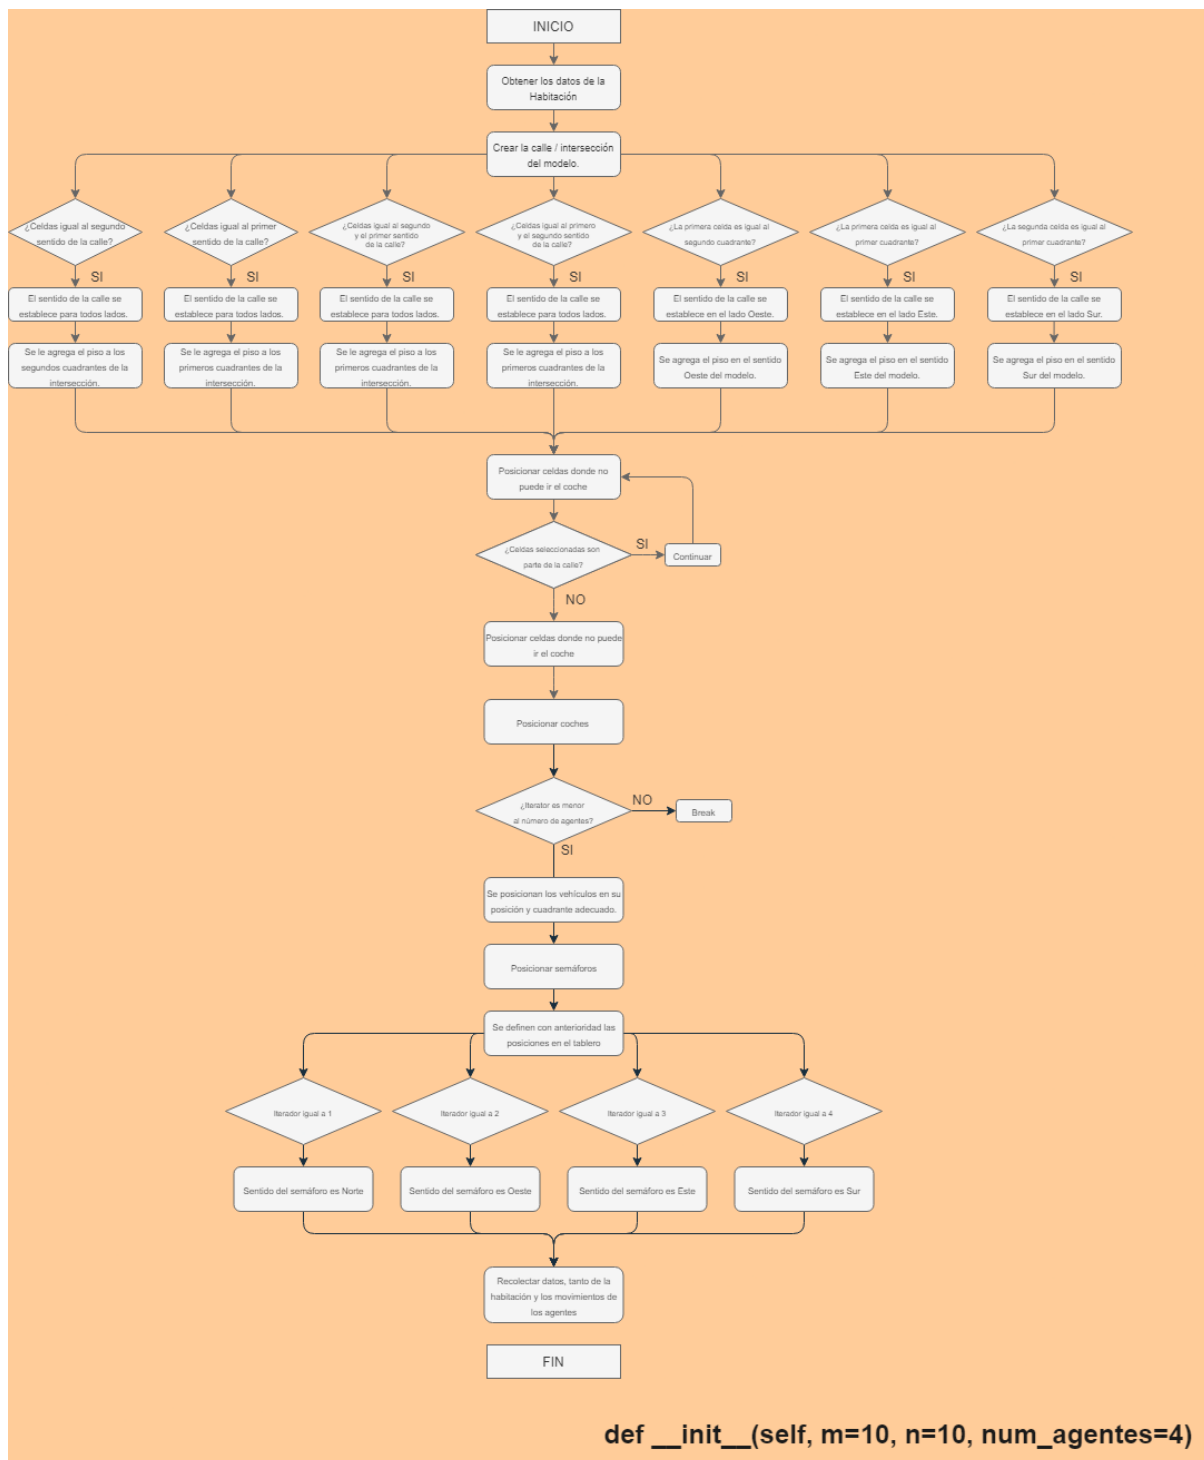 INICIO
Obtener los datos de la
Habitación
Crear la calle / intersección
del modelo.
¿Celdas igual al segundo
sentido de la calle?
¿Celdas igual al primer
sentido de la calle?
¿Celdas igual al segundo
y el primer sentido
de la calle?
¿Celdas igual al primero
y el segundo sentido
de la calle?
¿La primera celda es igual al
segundo cuadrante?
¿La primera celda es igual al
primer cuadrante?
¿La segunda celda es igual al
primer cuadrante?
SI
SI
SI
SI
SI
SI
SI
El sentido de la calle se
establece para todos lados.
El sentido de la calle se
establece para todos lados.
El sentido de la calle se
establece para todos lados.
El sentido de la calle se
establece para todos lados.
El sentido de la calle se
establece en el lado Oeste.
El sentido de la calle se
establece en el lado Este.
El sentido de la calle se
establece en el lado Sur.
Se le agrega el piso a los
segundos cuadrantes de la
intersección.
Se le agrega el piso a los
primeros cuadrantes de la
intersección.
Se le agrega el piso a los
primeros cuadrantes de la
intersección.
Se le agrega el piso a los
primeros cuadrantes de la
intersección.
Se agrega el piso en el sentido
Oeste del modelo.
Se agrega el piso en el sentido
Este del modelo.
Se agrega el piso en el sentido
Sur del modelo.
Posicionar celdas donde no
puede ir el coche
¿Celdas seleccionadas son
parte de la calle?
SI
Continuar
NO
Posicionar celdas donde no puede
ir el coche
Posicionar coches
¿Iterator es menor
al número de agentes?
NO
Break
SI
Se posicionan los vehículos en su
posición y cuadrante adecuado.
Posicionar semáforos
Se definen con anterioridad las
posiciones en el tablero
Iterador igual a 1
Iterador igual a 2
Iterador igual a 3
Iterador igual a 4
Sentido del semáforo es Norte
Sentido del semáforo es Oeste
Sentido del semáforo es Este
Sentido del semáforo es Sur
Recolectar datos, tanto de la
habitación y los movimientos de
los agentes
FIN
def __init__(self, m=10, n=10, num_agentes=4)